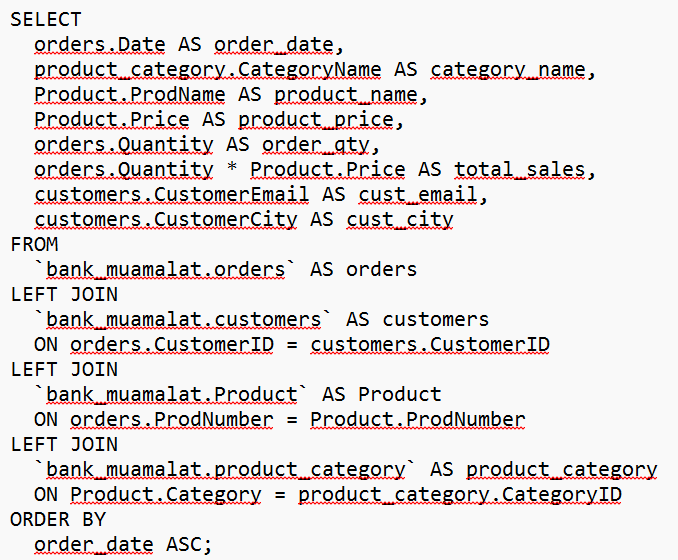 SELECT
  orders.Date AS order_date,
  product_category.CategoryName AS category_name,
  Product.ProdName AS product_name,
  Product.Price AS product_price,
  orders.Quantity AS order_qty,
  orders.Quantity * Product.Price AS total_sales,
  customers.CustomerEmail AS cust_email,
  customers.CustomerCity AS cust_city
FROM
  `bank_muamalat.orders` AS orders
LEFT JOIN
  `bank_muamalat.customers` AS customers
  ON orders.CustomerID = customers.CustomerID
LEFT JOIN
  `bank_muamalat.Product` AS Product
  ON orders.ProdNumber = Product.ProdNumber
LEFT JOIN
  `bank_muamalat.product_category` AS product_category
  ON Product.Category = product_category.CategoryID
ORDER BY
  order_date ASC;